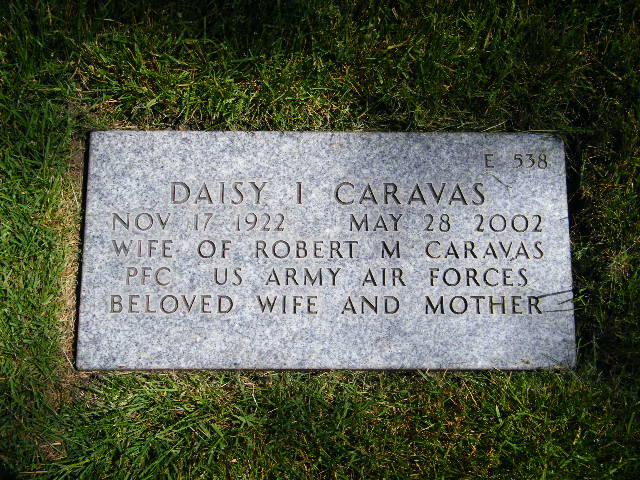 E 538
DAISY I CARAVAS
NOV 17 1922 MAY 28 2002
WIFE OF ROBERT M CARAVAS
PFC US ARMY AIR FORCES
BELOVED WIFE AND MOTHER